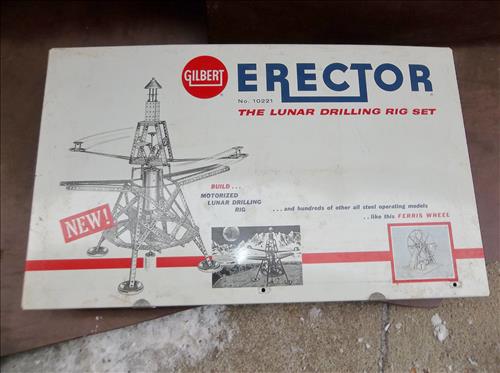 GILBERT
ERECTOR
No. 10221
THE LUNAR DRILLING RIG SET
BUILD...
MOTORIZED
LUNAR DRILLING
RIG
...and hundreds of other all steel operating models
..like this FERRIS WHEEL
NEW!